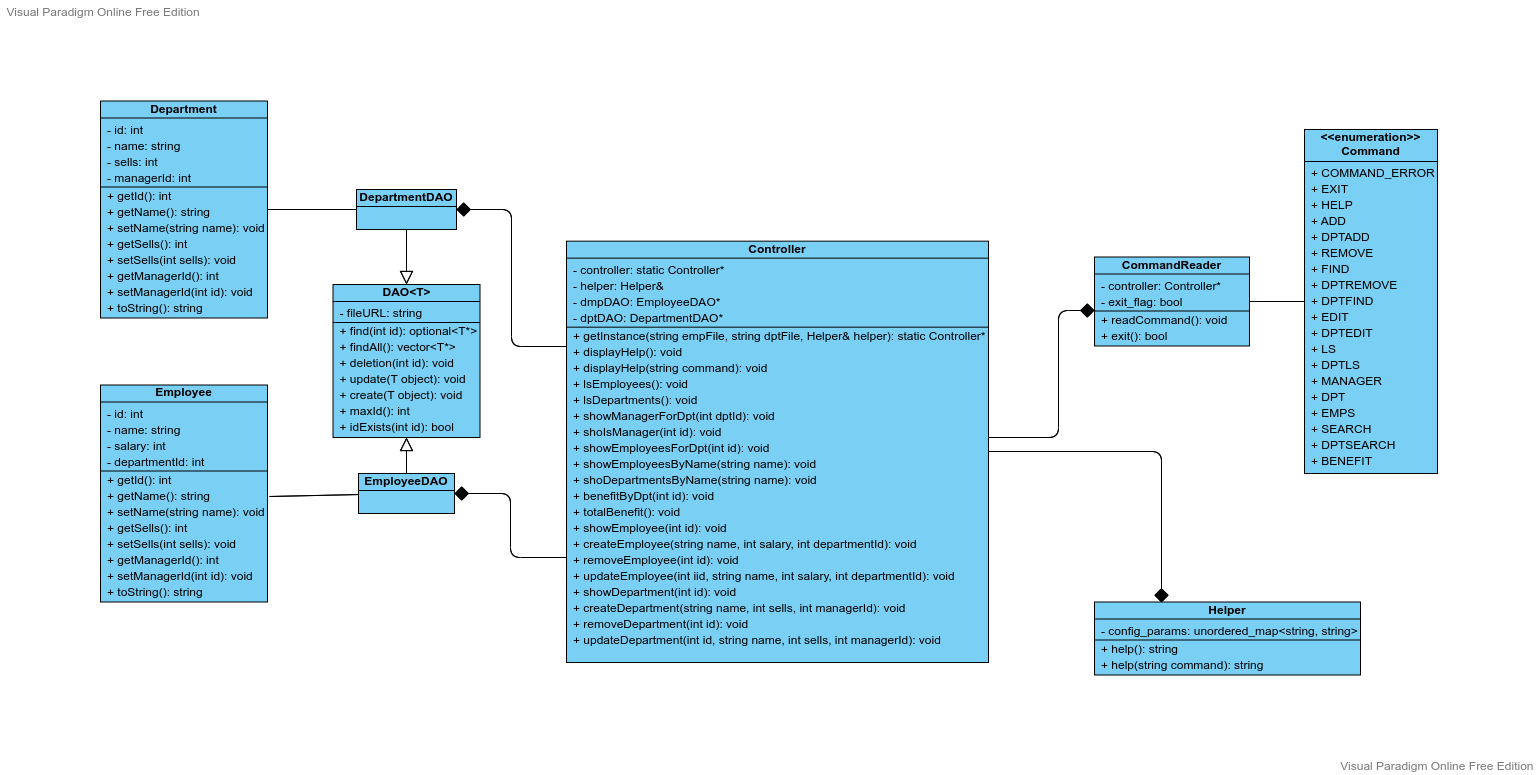 Visual Paradigm Online Free Edition
Department
- id: int
- name: string
- sells: int
- managerId: int
+ getId(): int
+ getName(): string
+ setName(string name): void
+ getSells(): int
+ setSells(int sells): void
+ getManagerId(): int
+ setManagerId(int id): void
+ toString(): string
Employee
- id: int
- name: string
- salary: int
- departmentId: int
+ getId(): int
+ getName(): string
+ setName(string name): void
+ getSells(): int
+ setSells(int sells): void
+ getManagerId(): int
+ setManagerId(int id): void
+ toString(): string
DepartmentDAO
DAO<T>
- fileURL: string
+ find(int id): optional<T*>
+ findAll(): vector<T*>
+ deletion(int id): void
+ update(T object): void
+ create(T object): void
+ maxId(): int
+ idExists(int id): bool
EmployeeDAO
Controller
- controller: static Controller*
- helper: Helper&
- dmpDAO: EmployeeDAO*
- dptDAO: DepartmentDAO*
+ getInstance(string empFile, string dptFile, Helper& helper): static Controller*
+ displayHelp(): void
+ displayHelp(string command): void
+ lsEmployees(): void
+ lsDepartments(): void
+ showManagerForDpt(int dptId): void
+ shoIsManager(int id): void
+ showEmployeesForDpt(int id): void
+ showEmployeesByName(string name): void
+ shoDepartmentsByName(string name): void
+ benefitByDpt(int id): void
+ totalBenefit(): void
+ showEmployee(int id): void
+ createEmployee(string name, int salary, int departmentId): void
+ removeEmployee(int id): void
+ updateEmployee(int iid, string name, int salary, int departmentId): void
+ showDepartment(int id): void
+ createDepartment(string name, int sells, int managerId): void
+ removeDepartment(int id): void
+ updateDepartment(int id, string name, int sells, int managerId): void
CommandReader
- controller: Controller*
- exit_flag: bool
+ readCommand(): void
+ exit(): bool
<<enumeration>>
Command
+ COMMAND_ERROR
+ EXIT
+ HELP
+ ADD
+ DPTADD
+ REMOVE
+ FIND
+ DPTREMOVE
+ DPTFIND
+ EDIT
+ DPTEDIT
+ LS
+ DPTLS
+ MANAGER
+ DPT
+ EMPS
+ SEARCH
+ DPTSEARCH
+ BENEFIT
Helper
- config_params: unordered_map<string, string>
+ help(): string
+ help(string command): string
Visual Paradigm Online Free Edition